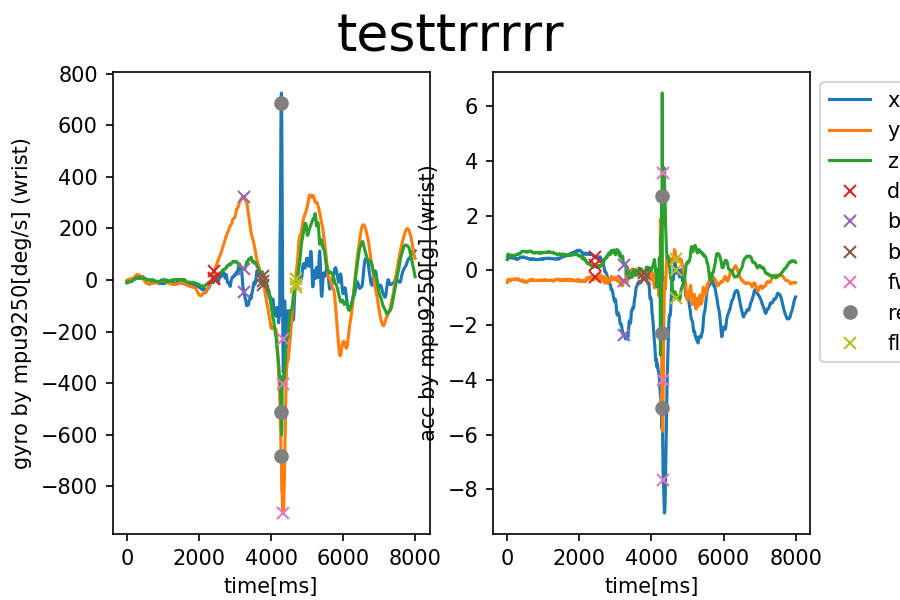 testtrrrrr
gyro by mpu9250[deg/s] (wrist)
800
600
400
200
0
−200
−400
−600
−800
0 2000 4000 6000 8000
time[ms]
acc by mpu9250[g] (wrist)
6
4
2
0
−2
−4
−6
−8
0 2000 4000 6000 8000
time[ms]
x
y
z
d
b
b
fw
re
fl